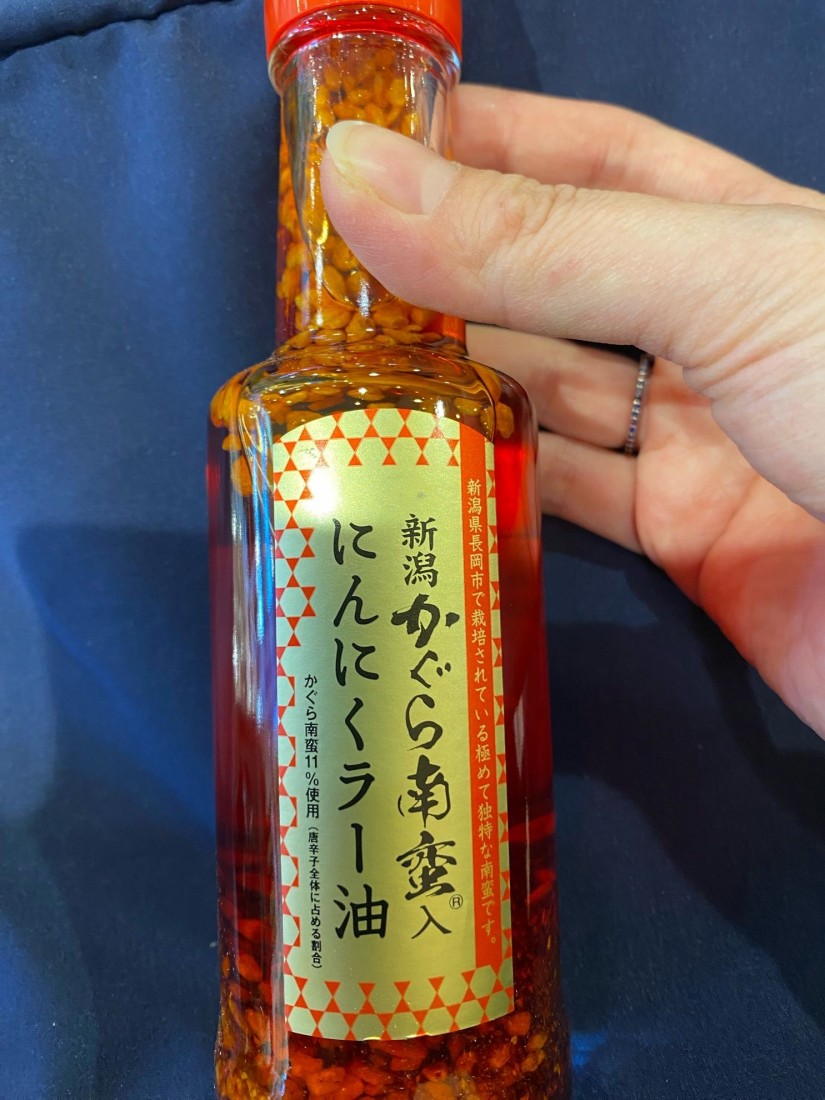 新潟県長岡市で栽培されている極めて独特な南蛮です。
新潟かぐら南蛮®入
にんにくラー油
かぐら南蛮11%使用(唐辛子全体に占める割合)